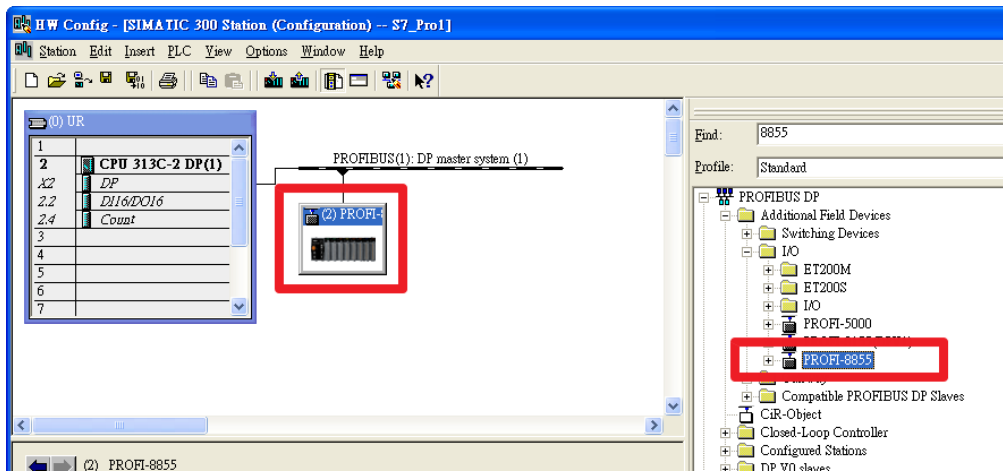 HW Config - [SIMATIC 300 Station (Configuration) -- S7_Pro1]
Station Edit Insert PLC View Options Window Help
(0) UR
1
2 CPU 313C-2 DP(1)
X2 DP
2.2 DI16/DO16
2.4 Count
3
4
5
6
7
PROFIBUS(1): DP master system (1)
(2) PROFI-
Find: 8855
Profile: Standard
PROFIBUS DP
Additional Field Devices
Switching Devices
I/O
ET200M
ET200S
I/O
PROFI-5000
PROFI-8855
Compatible PROFIBUS DP Slaves
CiR-Object
Closed-Loop Controller
Configured Stations
DP V0 slaves
(2) PROFI-8855